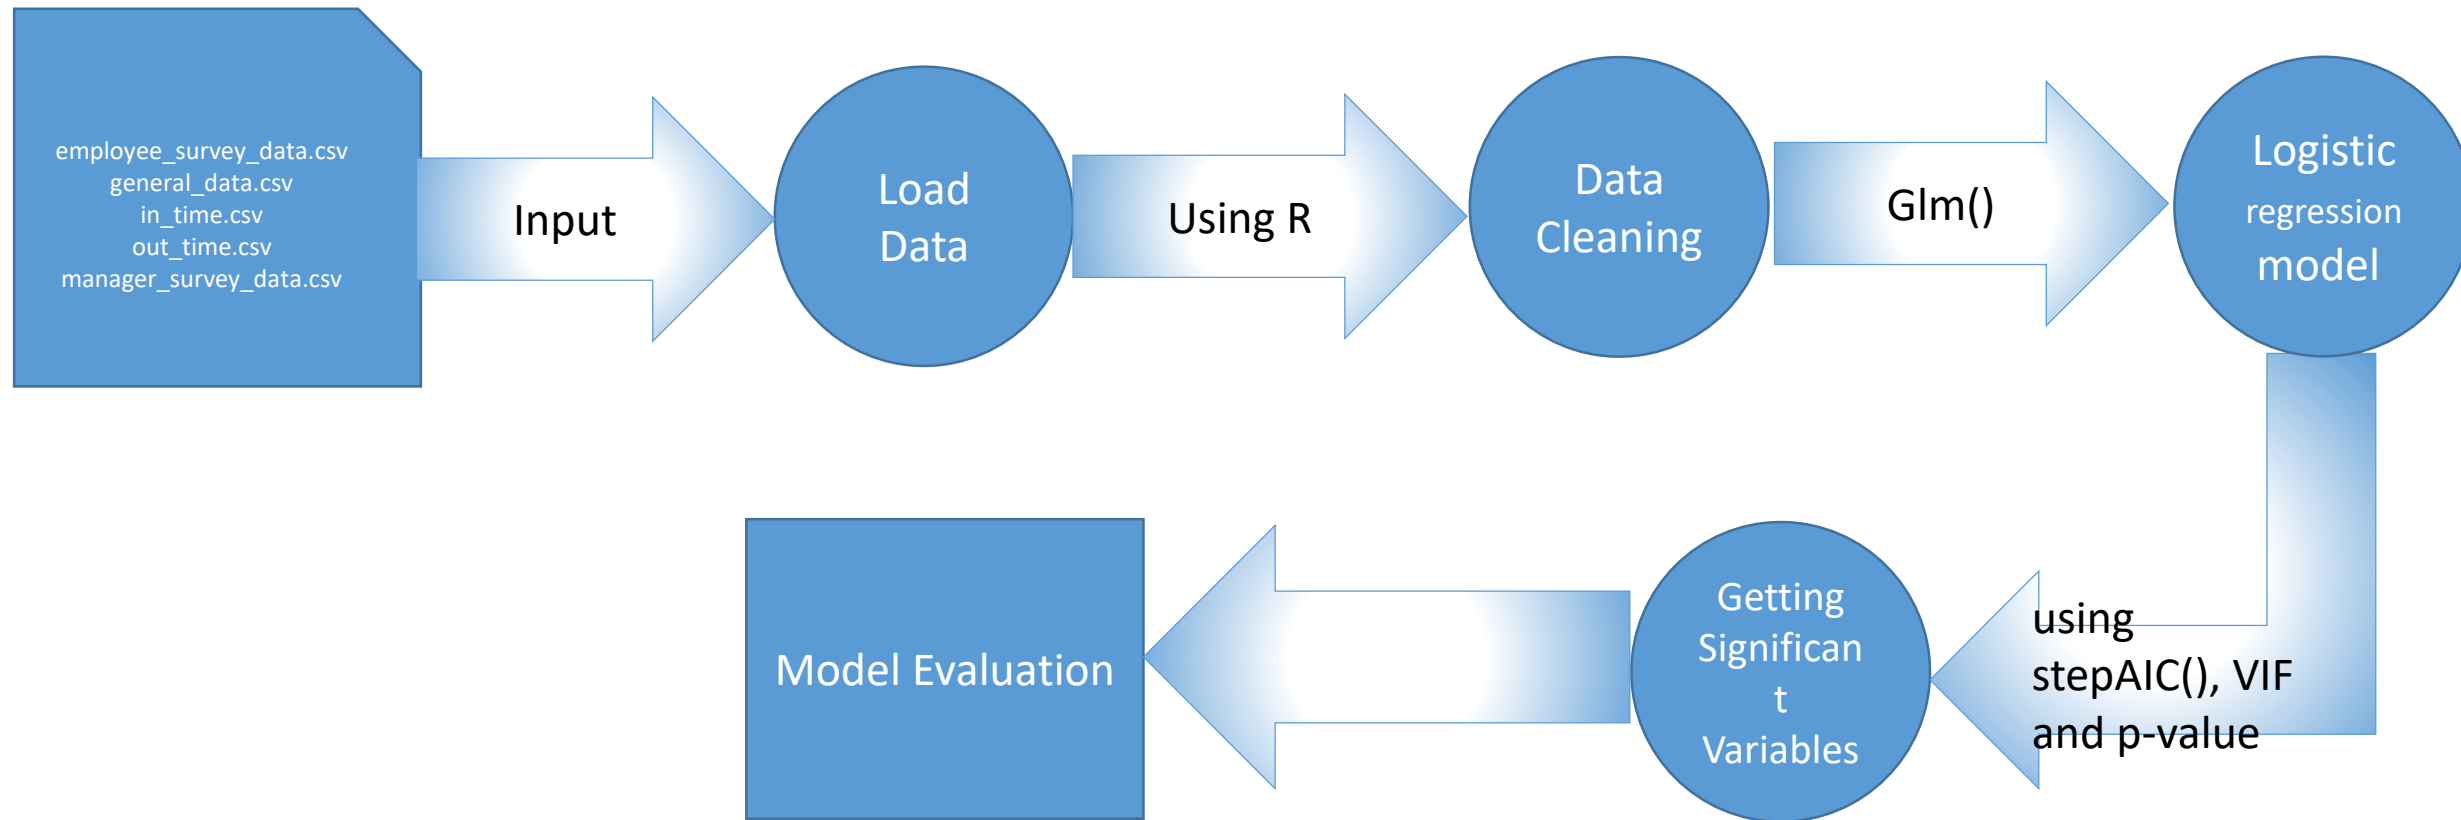 employee_survey_data.csv
general_data.csv
in_time.csv
out_time.csv
manager_survey_data.csv
Input
Load
Data
Using R
Data
Cleaning
Glm()
Logistic
regression
model
using
stepAIC(), VIF
and p-value
Getting
Significan
t
Variables
Model Evaluation